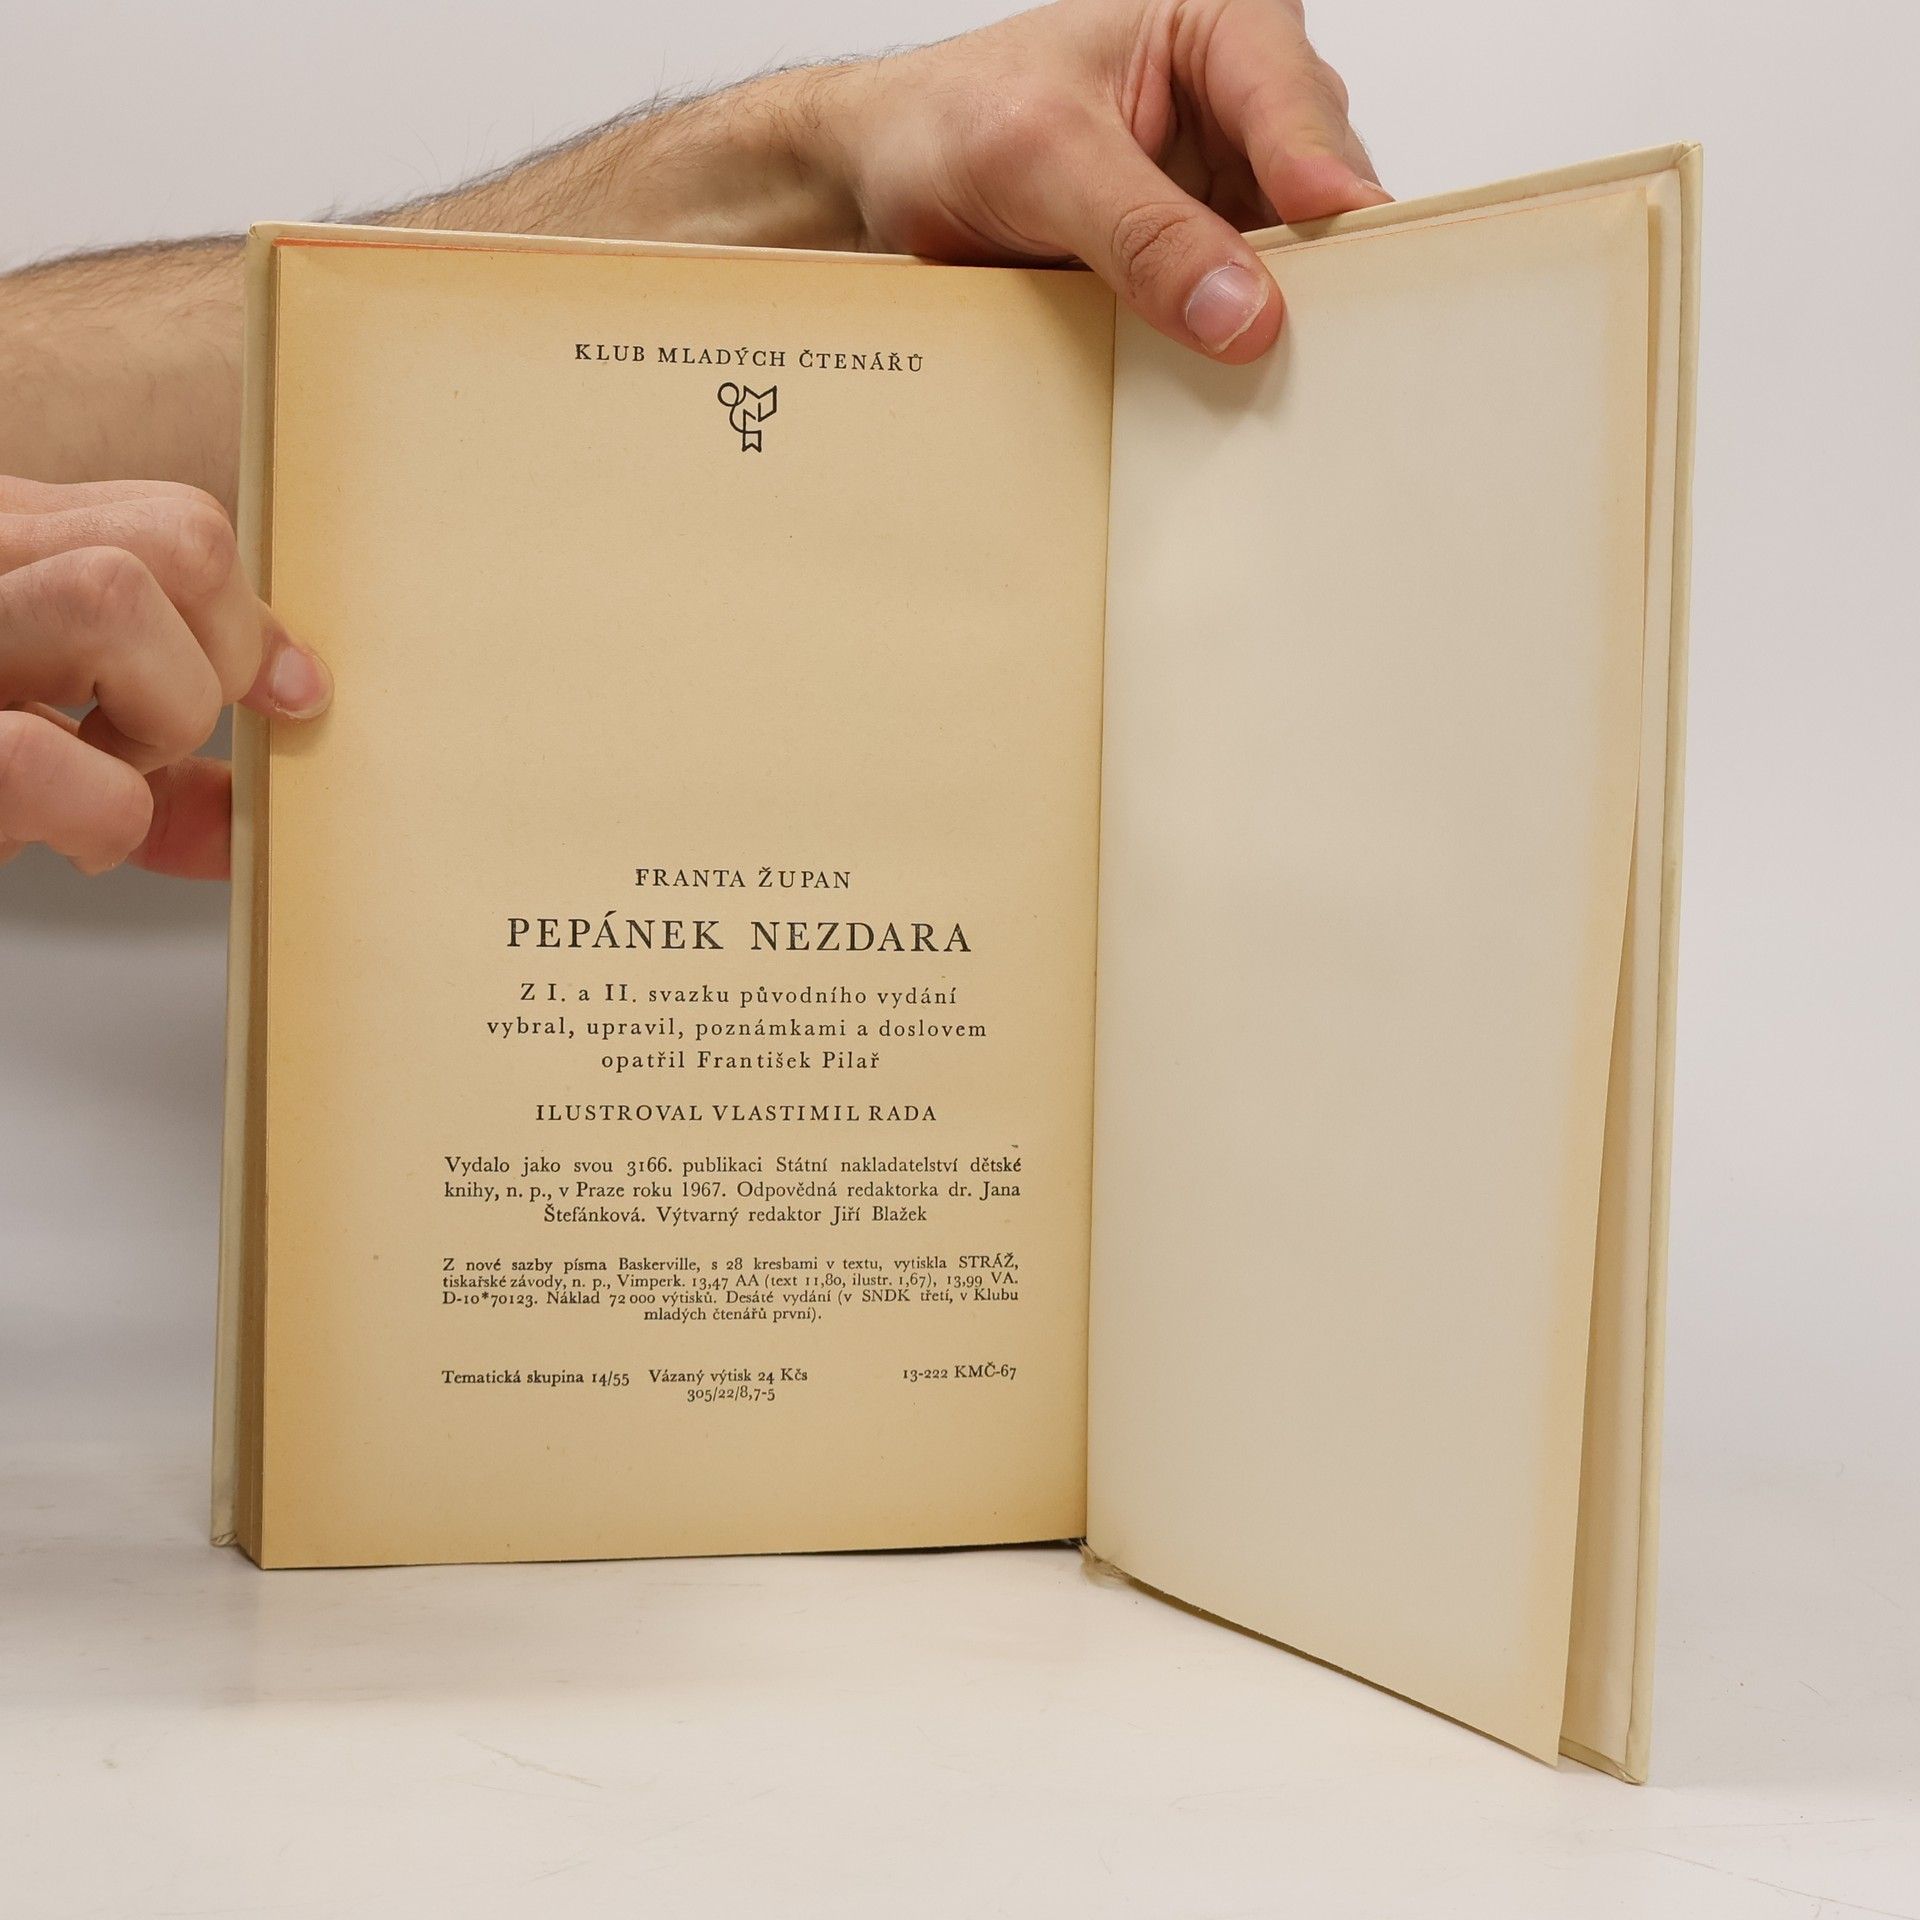 KLUB MLADÝCH ČTENÁŘŮ
FRANTA ŽUPAN
PEPÁNEK NEZDARA
Z I. a II. svazku původního vydání
vybral, upravil, poznámkami a doslovem
opatřil František Pilař
ILUSTROVAL VLASTIMIL RADA
Vydalo jako svou 3166. publikaci Státní nakladatelství dětské
knihy, n. p., v Praze roku 1967. Odpovědná redaktorka dr. Jana
Štefánková. Výtvarný redaktor Jiří Blažek
Z nové sazby písma Baskerville, s 28 kresbami v textu, vytiskla STRÁŽ,
tiskařské závody, n. p., Vimperk. 13,47 AA (text 11,80, ilustr. 1,67), 13,99 VA.
D-10*70123. Náklad 72 000 výtisků. Desáté vydání (v SNDK třetí, v Klubu
mladých čtenářů první).
Tematická skupina 14/55 Vázaný výtisk 24 Kčs 13-222 KMČ-67
305/22/8,7-5